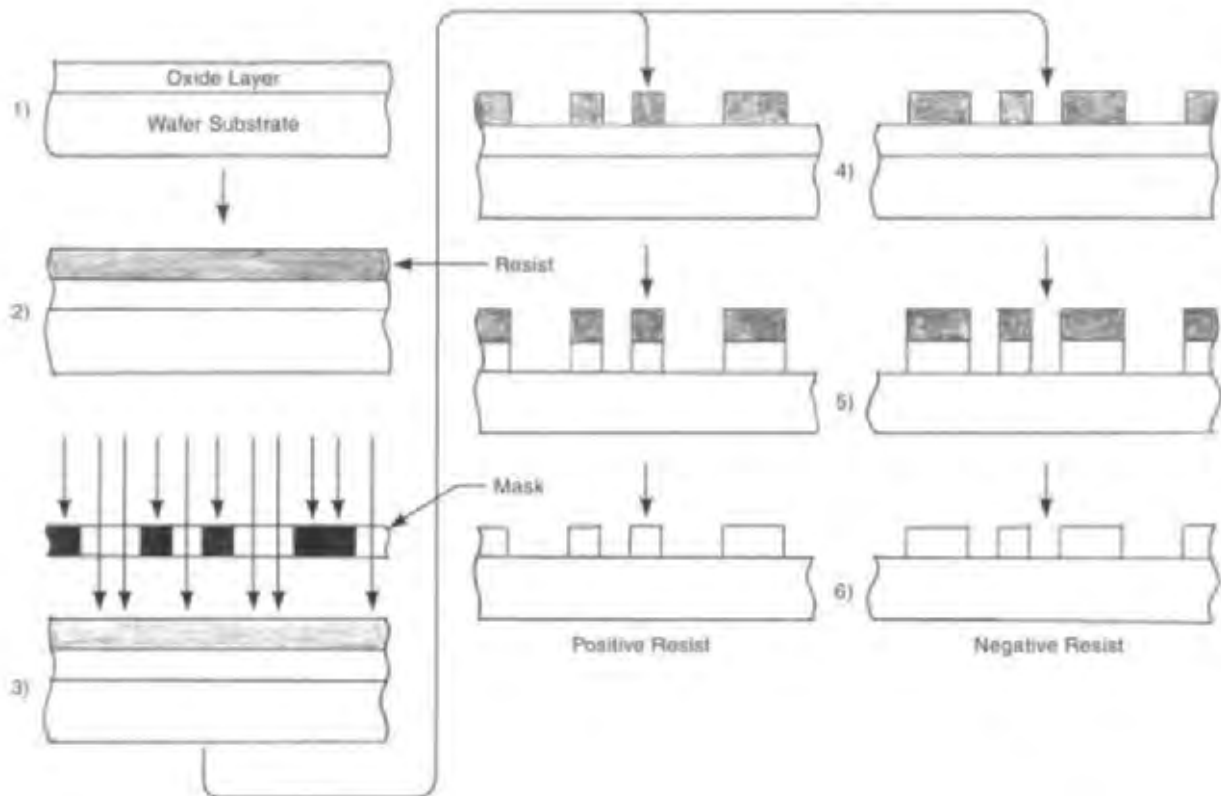 Oxide Layer
1)
Wafer Substrate
Resist
2)
Mask
3)
4)
5)
6)
Positive Resist
Negative Resist